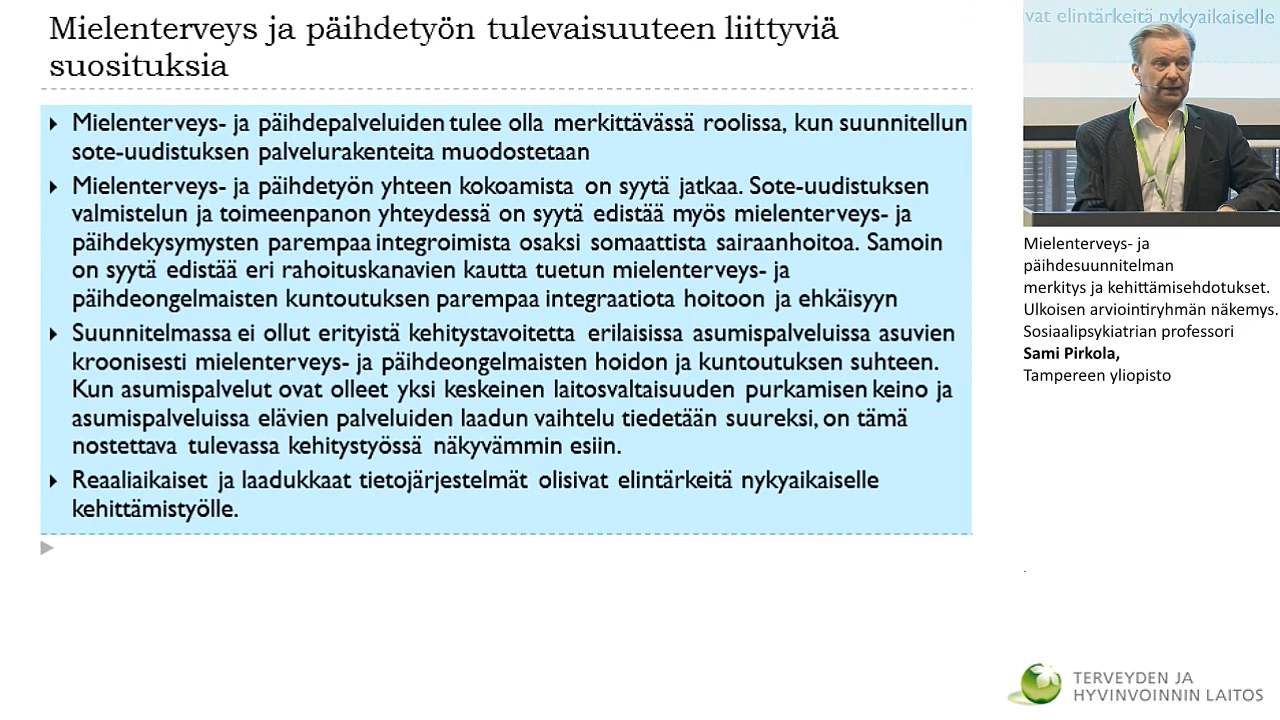 Mielenterveys ja päihdetyön tulevaisuuteen liittyviä
suosituksia
Mielenterveys- ja päihdepalveluiden tulee olla merkittävässä roolissa, kun suunnitellun
sote-uudistuksen palvelurakenteita muodostetaan
Mielenterveys- ja päihdetyön yhteen kokoamista on syytä jatkaa. Sote-uudistuksen
valmistelun ja toimeenpanon yhteydessä on syytä edistää myös mielenterveys- ja
päihdekysymysten parempaa integroimista osaksi somaattista sairaanhoitoa. Samoin
on syytä edistää eri rahoituskanavien kautta tuetun mielenterveys- ja
päihdeongelmaisten kuntoutuksen parempaa integraatiota hoitoon ja ehkäisyyn
Suunnitelmassa ei ollut erityistä kehitystavoitetta erilaisissa asumispalveluissa asuvien
kroonisesti mielenterveys- ja päihdeongelmaisten hoidon ja kuntoutuksen suhteen.
Kun asumispalvelut ovat olleet yksi keskeinen laitosvaltaisuuden purkamisen keino ja
asumispalveluissa elävien palveluiden laadun vaihtelu tiedetään suureksi, on tämä
nostettava tulevassa kehitystyössä näkyvämmin esiin.
Reaaliaikaiset ja laadukkaat tietojärjestelmät olisivat elintärkeitä nykyaikaiselle
kehittämistyölle.
vat elintärkeitä nykyaikaiselle
Mielenterveys- ja
päihdesuunnitelman
merkitys ja kehittämisehdotukset.
Ulkoisen arviointiryhmän näkemys.
Sosiaalipsykiatrian professori
Sami Pirkola,
Tampereen yliopisto
.
TERVEYDEN JA
HYVINVOINNIN LAITOS